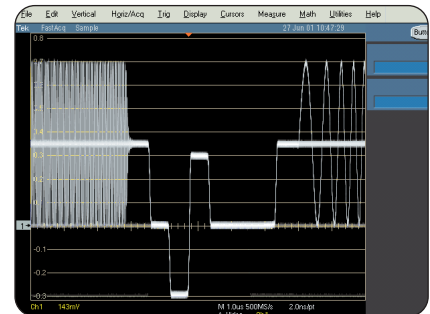 File Edit Vertical Horiz/Acq Trig Display Cursors Measure Math Utilities Help
Tek FastAcq Sample 27 Jun 01 10:47:29
0.8
0.3
-0.1
-0.2
-0.3
1
Ch1 143mV M 1.0us 500MS/s 2.0ns/pt